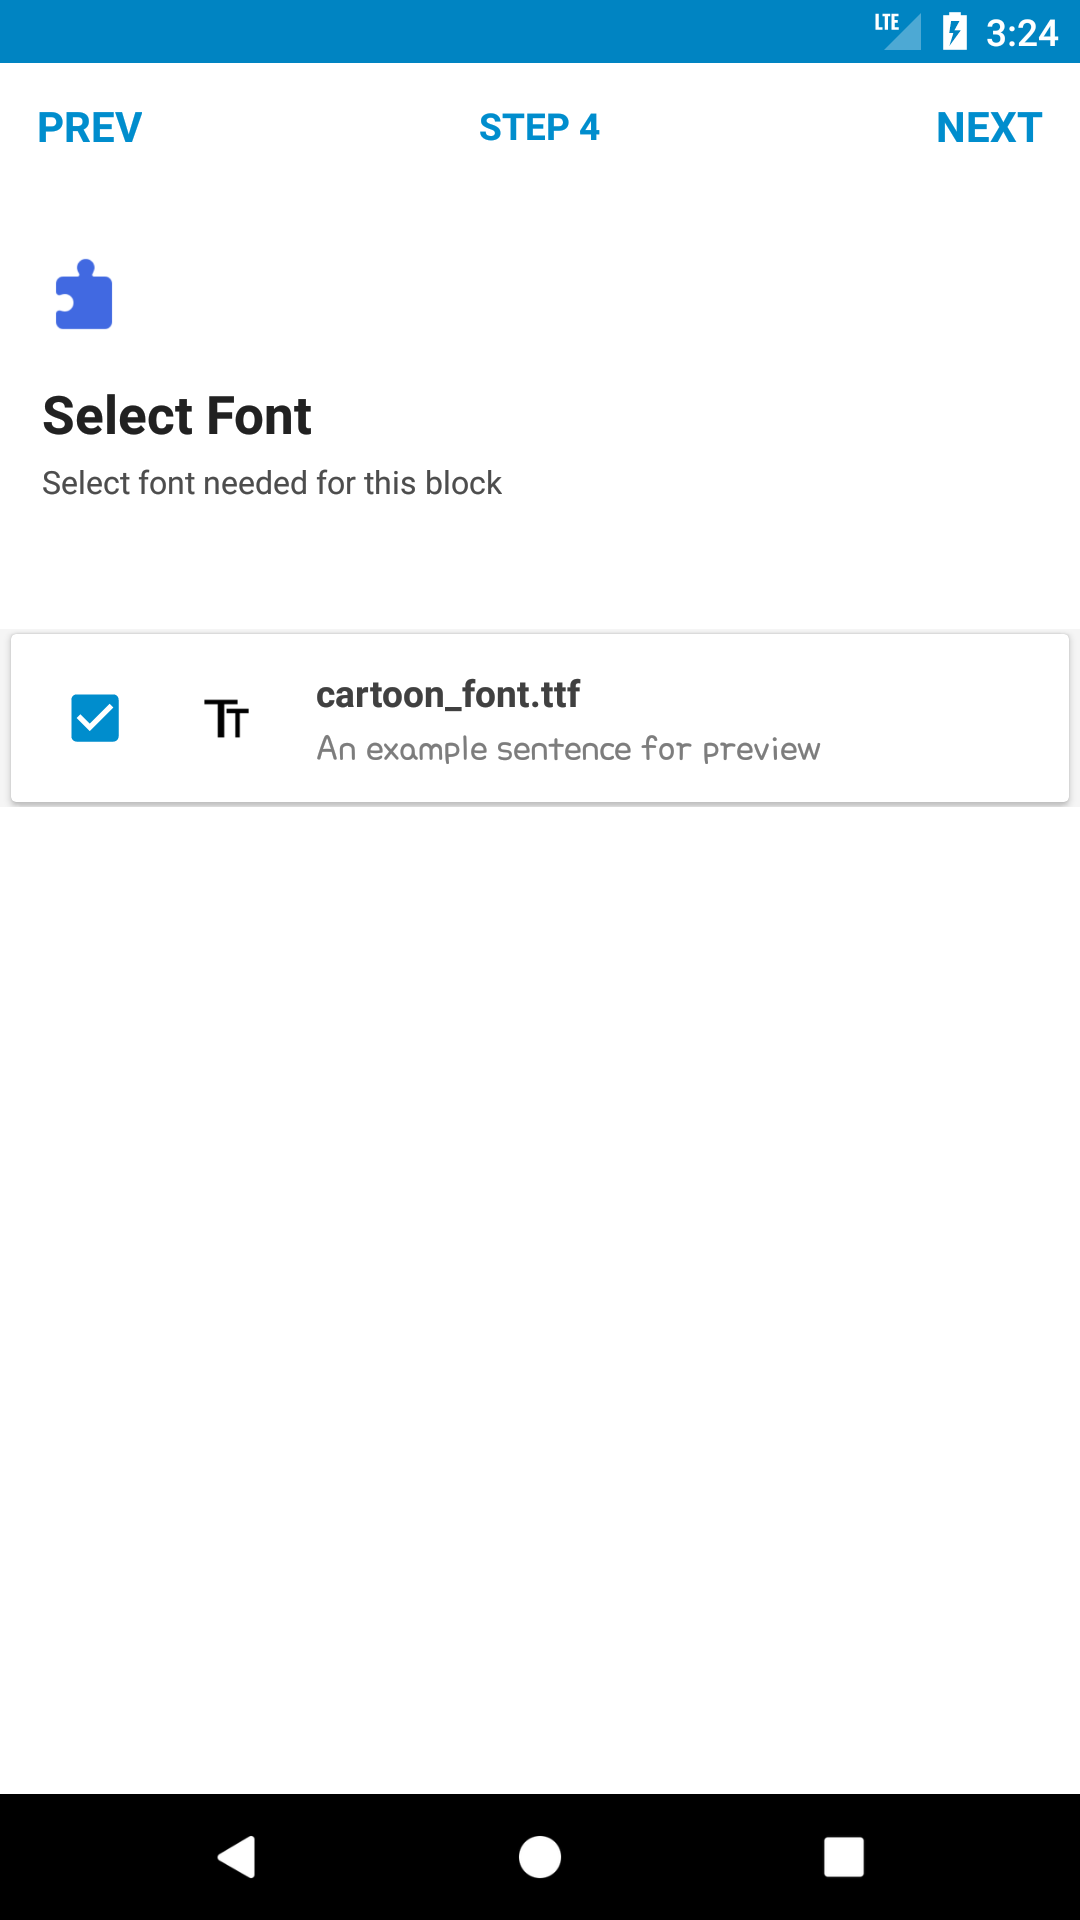 LTE 3:24
PREV STEP 4 NEXT
Select Font
Select font needed for this block
cartoon_font.ttf
An example sentence for preview